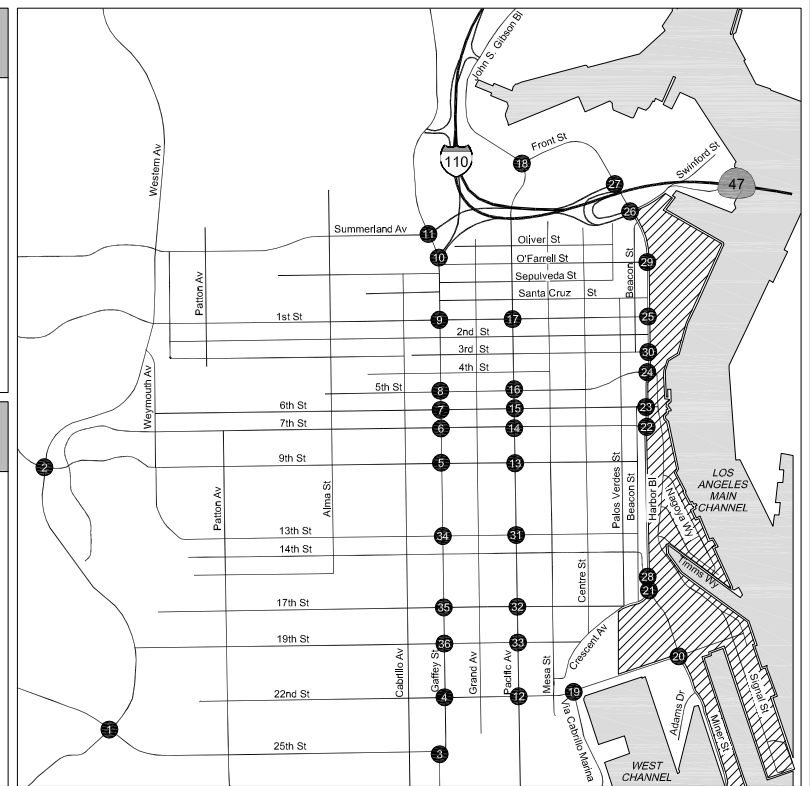 John S. Gibson Bl
110
18
Front St
Swinford St
27
47
26
Western Av
Summerland Av
11
10
Oliver St
O'Farrell St
29
Sepulveda St
Santa Cruz St
Beacon St
Patton Av
1st St
9
17
25
2nd St
3rd St
30
4th St
24
5th St
8
16
Weymouth Av
6th St
7
15
23
7th St
6
14
22
2
9th St
5
13
LOS
ANGELES
MAIN
CHANNEL
Patton Av
Alma St
Palos Verdes St
Beacon St
Harbor Bl
Nagoya Wy
13th St
34
31
14th St
Centre St
Timms Wy
28
21
17th St
35
32
19th St
36
33
Crescent Av
20
Cabrillo Av
Gaffey St
Grand Av
Pacific Av
Mesa St
22nd St
4
12
19
Via Cabrillo Marina
Adams Dr
Miner St
Signal St
1
25th St
3
WEST
CHANNEL